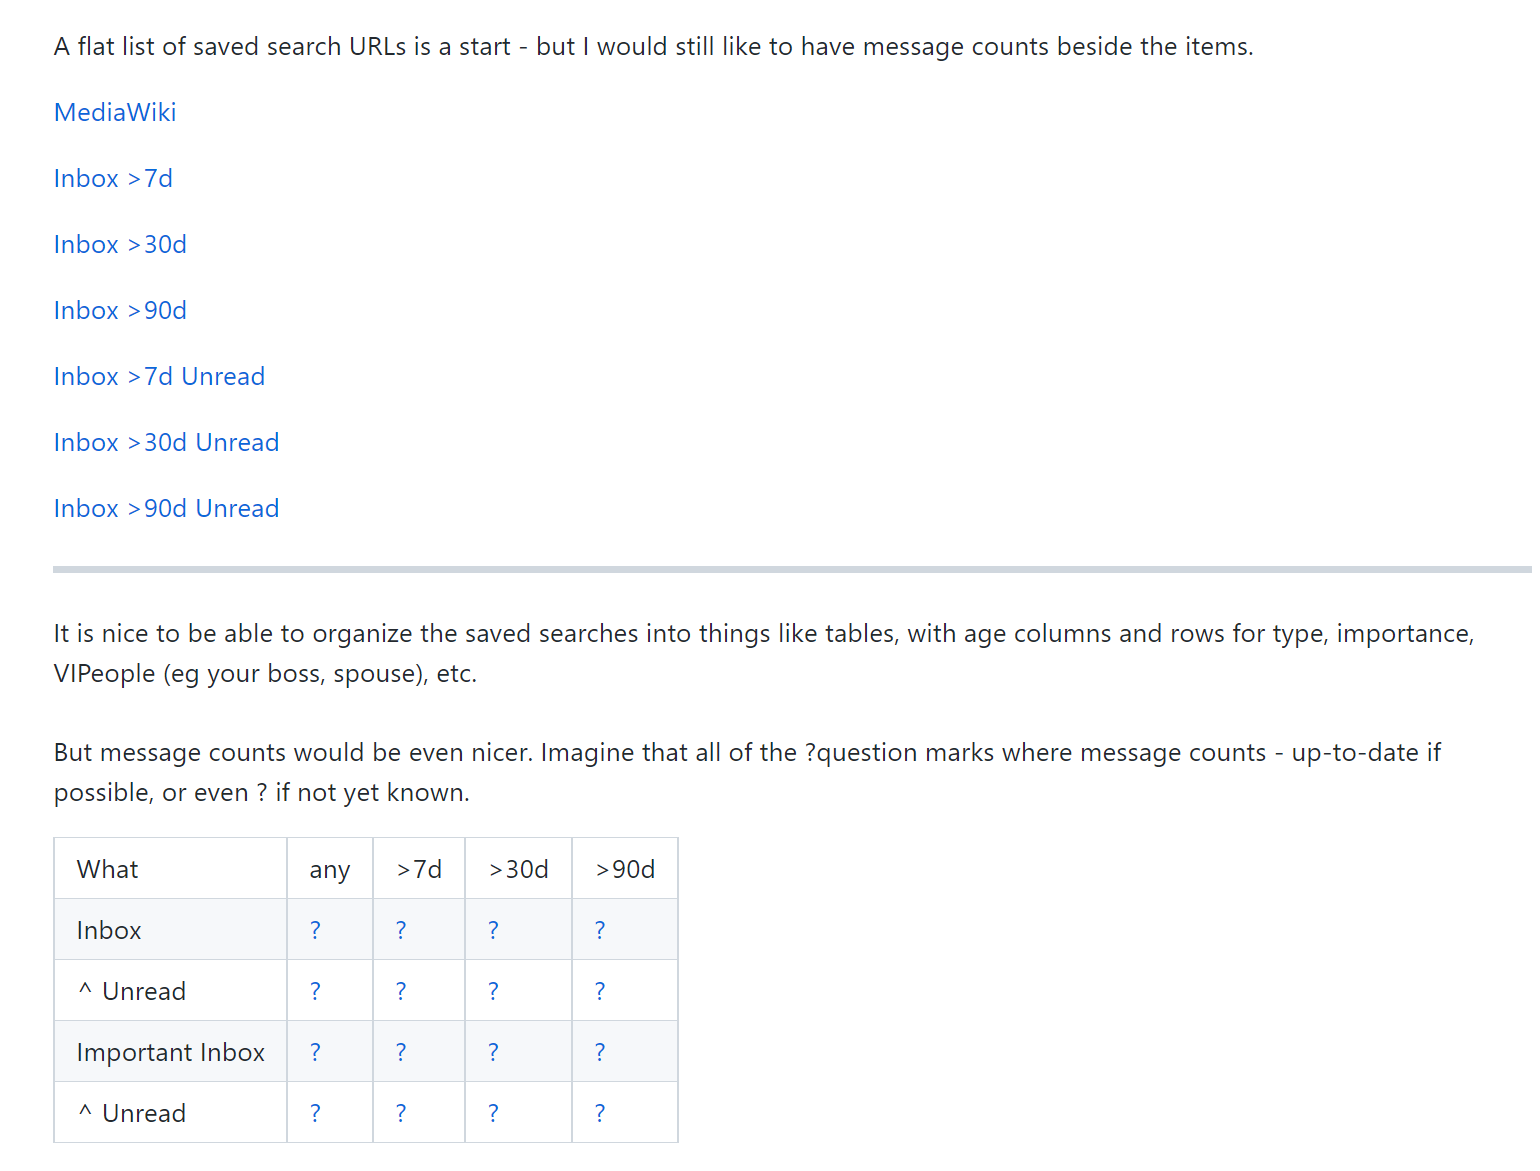 A flat list of saved search URLs is a start - but I would still like to have message counts beside the items.
MediaWiki
Inbox >7d
Inbox >30d
Inbox >90d
Inbox >7d Unread
Inbox >30d Unread
Inbox >90d Unread
It is nice to be able to organize the saved searches into things like tables, with age columns and rows for type, importance,
VIPeople (eg your boss, spouse), etc.
But message counts would be even nicer. Imagine that all of the ?question marks where message counts - up-to-date if
possible, or even ? if not yet known.
What any >7d >30d >90d
Inbox ? ? ? ?
^ Unread ? ? ? ?
Important Inbox ? ? ? ?
^ Unread ? ? ? ?